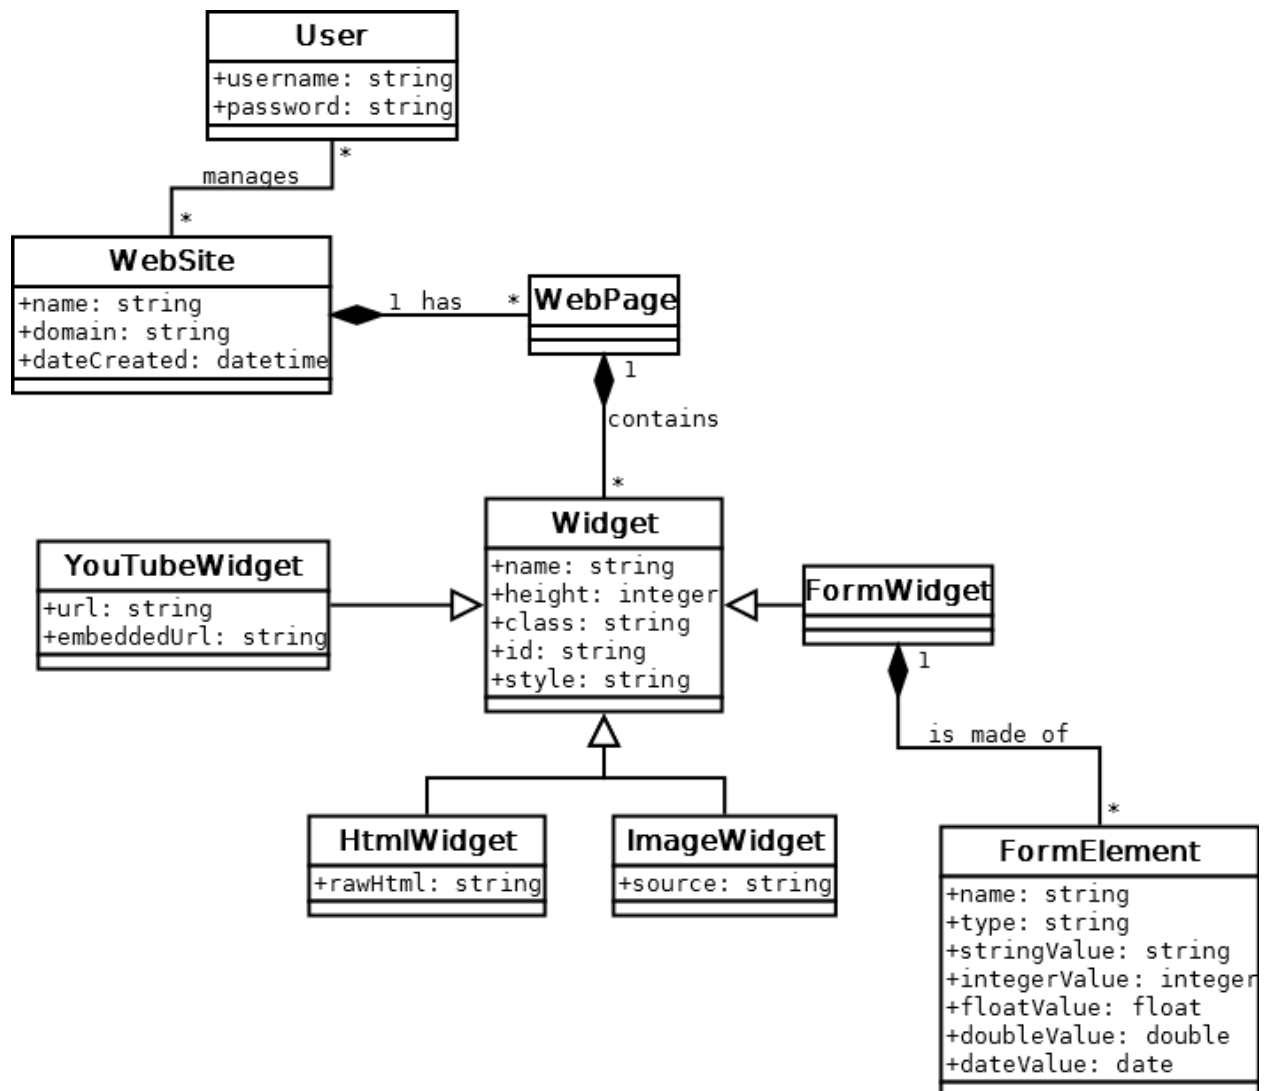 User
+username: string
+password: string
*
manages
*
WebSite
+name: string
+domain: string
+dateCreated: datetime
1 has *
WebPage
1
contains
*
Widget
+name: string
+height: integer
+class: string
+id: string
+style: string
YouTubeWidget
+url: string
+embeddedUrl: string
FormWidget
1
is made of
*
HtmlWidget
+rawHtml: string
ImageWidget
+source: string
FormElement
+name: string
+type: string
+stringValue: string
+integerValue: integer
+floatValue: float
+doubleValue: double
+dateValue: date